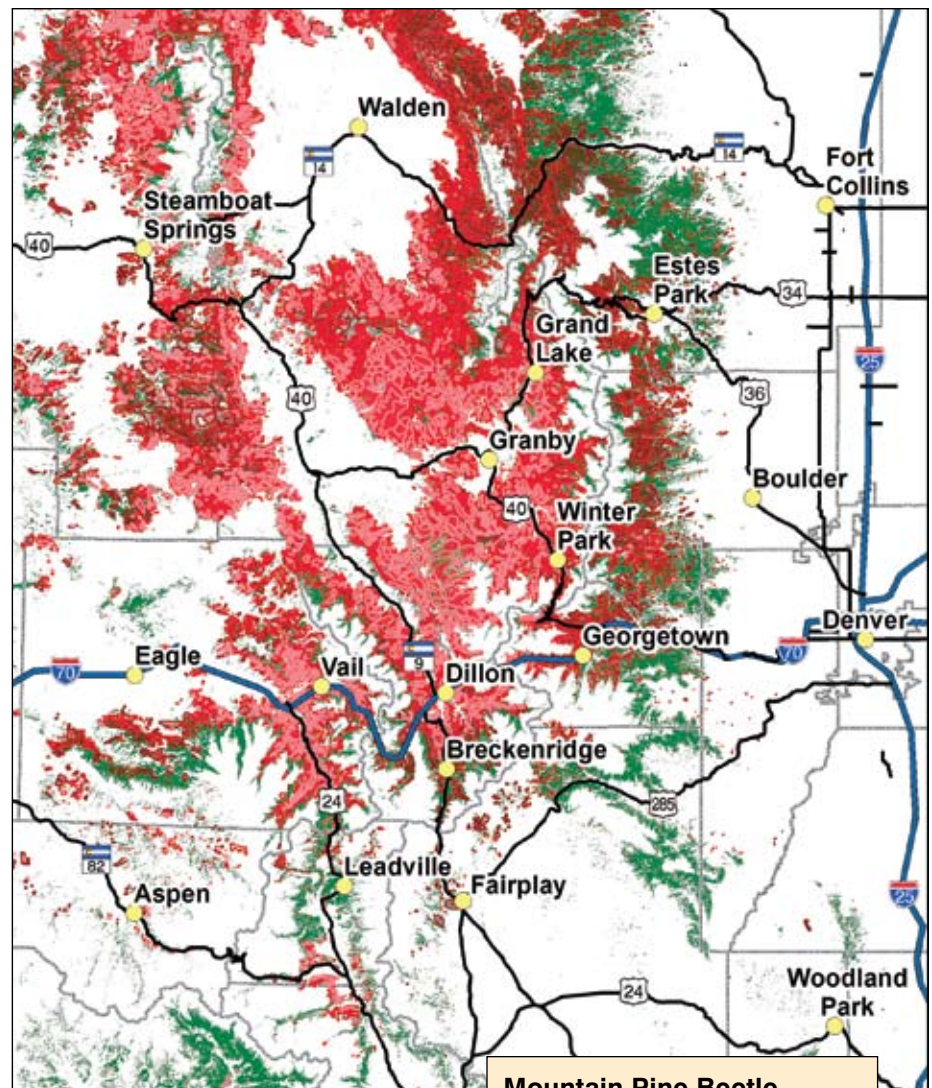 Walden
14
14
Fort
Collins
Steamboat
Springs
40
Estes
Park
34
Grand
Lake
25
36
40
Granby
Boulder
40
Winter
Park
Denver
Georgetown
70
Eagle
70
9
Vail
Dillon
Breckenridge
24
285
82
Leadville
Fairplay
Aspen
25
24
Woodland
Park
Mountain Pine Beetle